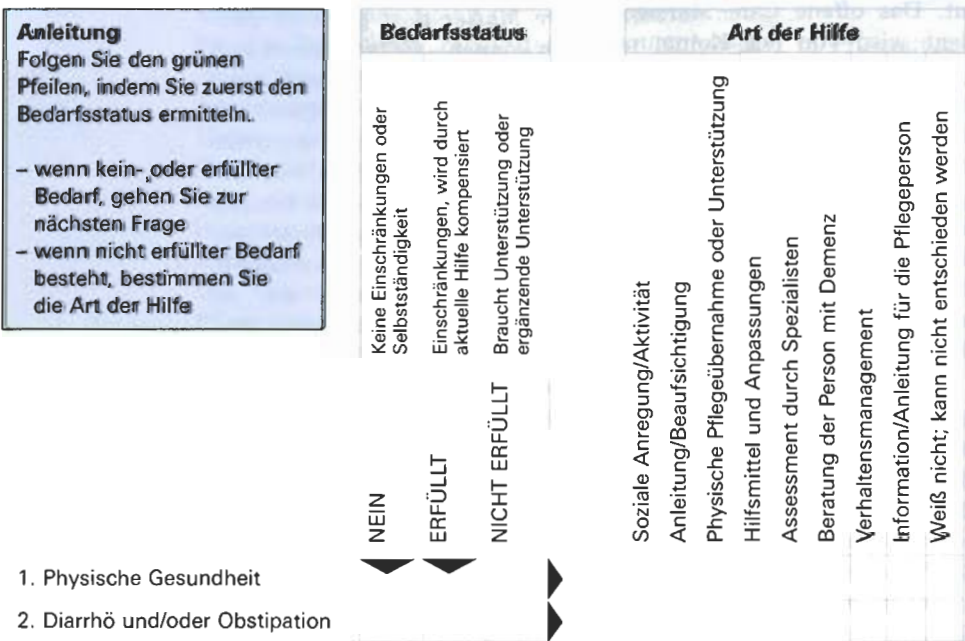 Anleitung
Folgen Sie den grünen
Pfeilen, indem Sie zuerst den
Bedarfsstatus ermitteln.
– wenn kein- oder erfüllter
Bedarf, gehen Sie zur
nächsten Frage
– wenn nicht erfüllter Bedarf
besteht, bestimmen Sie
die Art der Hilfe
Bedarfsstatus
Keine Einschränkungen oder
Selbstständigkeit
Einschränkungen, wird durch
aktuelle Hilfe kompensiert
Braucht Unterstützung oder
ergänzende Unterstützung
NEIN
ERFÜLLT
NICHT ERFÜLLT
Art der Hilfe
Soziale Anregung/Aktivität
Anleitung/Beaufsichtigung
Physische Pflegeübernahme oder Unterstützung
Hilfsmittel und Anpassungen
Assessment durch Spezialisten
Beratung der Person mit Demenz
Verhaltensmanagement
Information/Anleitung für die Pflegeperson
Weiß nicht; kann nicht entschieden werden
1. Physische Gesundheit
2. Diarrhö und/oder Obstipation